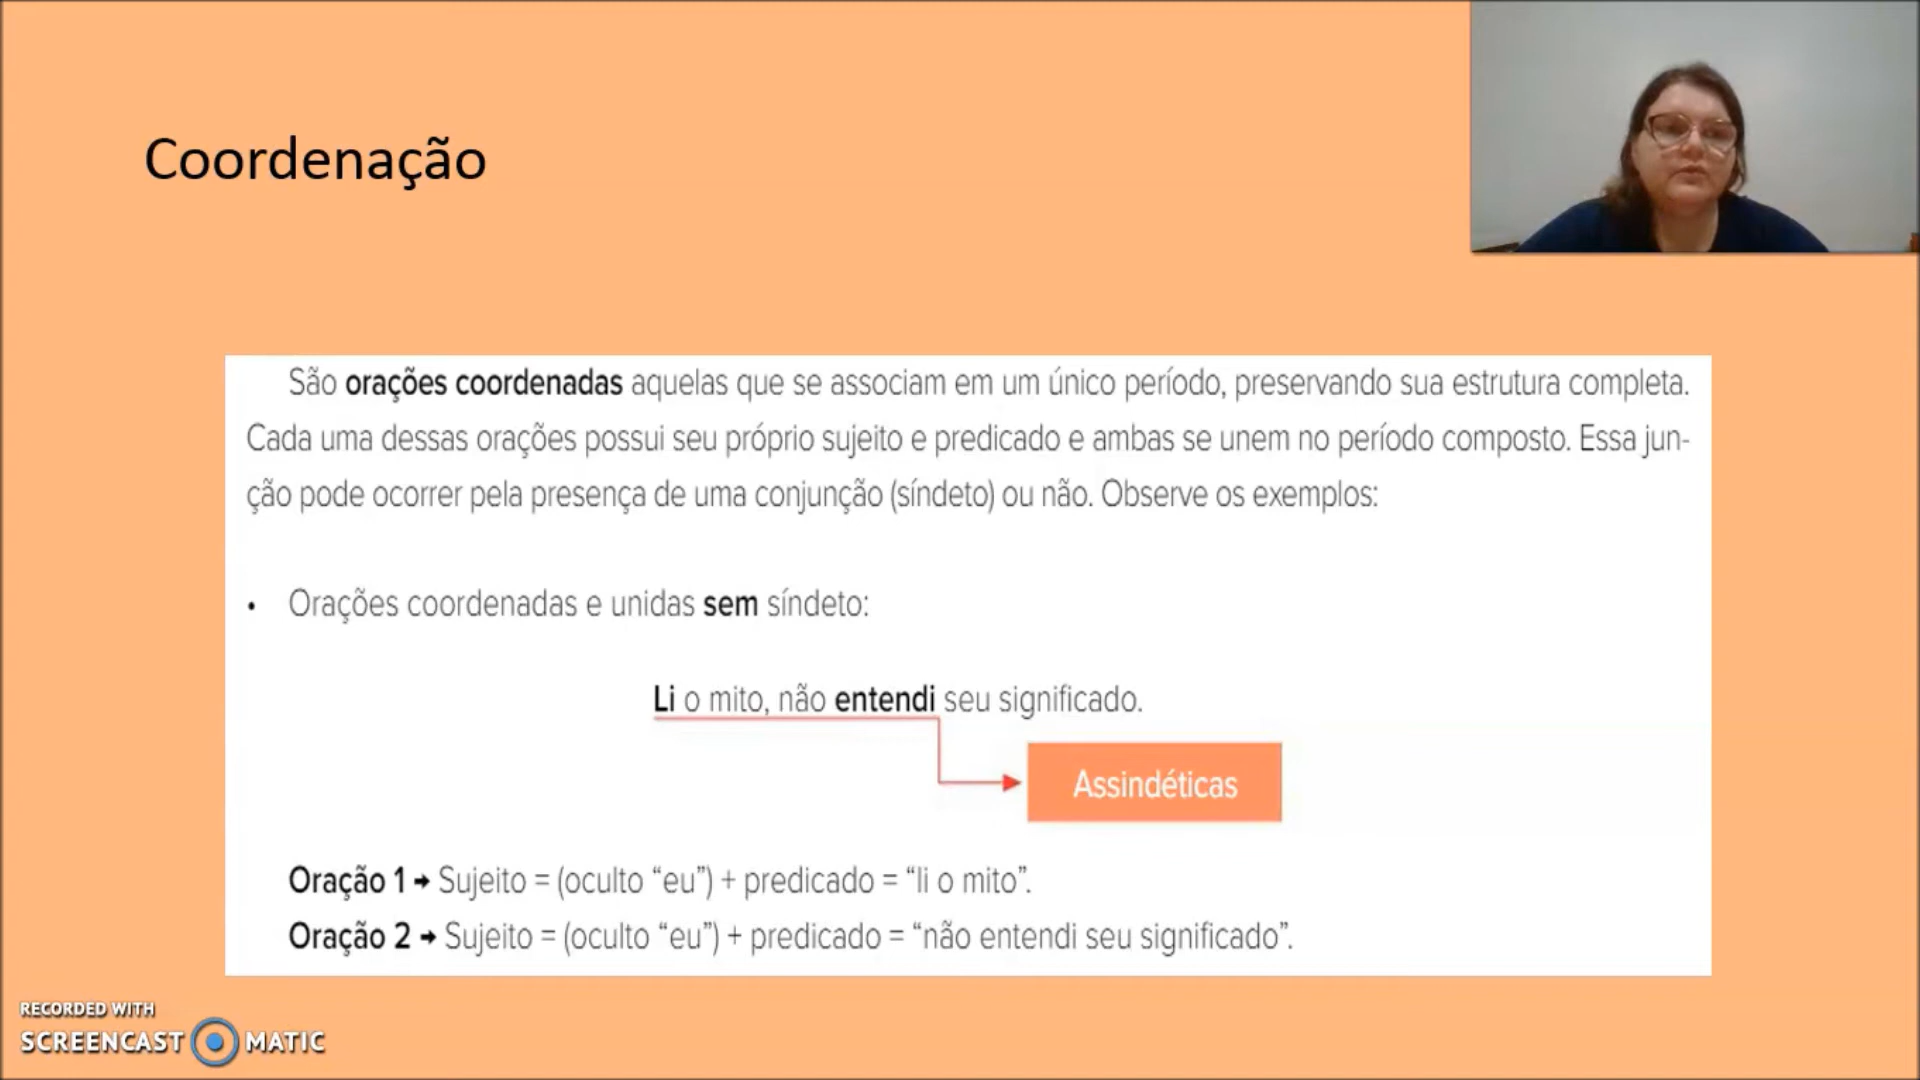 Coordenação
São orações coordenadas aquelas que se associam em um único período, preservando sua estrutura completa.
Cada uma dessas orações possui seu próprio sujeito e predicado e ambas se unem no período composto. Essa jun-
ção pode ocorrer pela presença de uma conjunção (síndeto) ou não. Observe os exemplos:
• Orações coordenadas e unidas sem síndeto:
Li o mito, não entendi seu significado.
Assindéticas
Oração 1 → Sujeito = (oculto “eu”) + predicado = “li o mito”.
Oração 2 → Sujeito = (oculto “eu”) + predicado = “não entendi seu significado”.
RECORDED WITH
SCREENCAST MATIC